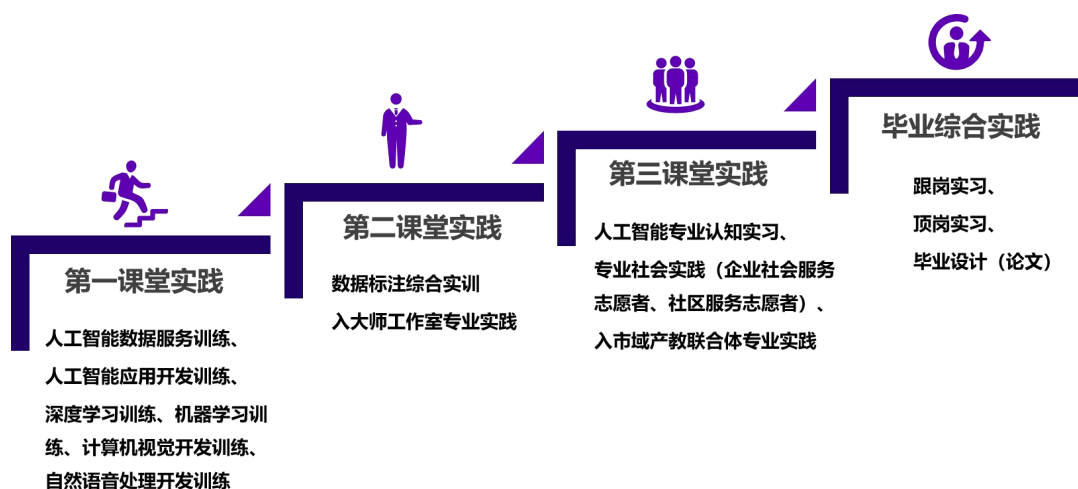 第一课堂实践
人工智能数据服务训练、
人工智能应用开发训练、
深度学习训练、机器学习训
练、计算机视觉开发训练、
自然语音处理开发训练
第二课堂实践
数据标注综合实训
入大师工作室专业实践
第三课堂实践
人工智能专业认知实习、
专业社会实践（企业社会服务
志愿者、社区服务志愿者）、
入市域产教联合体专业实践
毕业综合实践
跟岗实习、
顶岗实习、
毕业设计（论文）